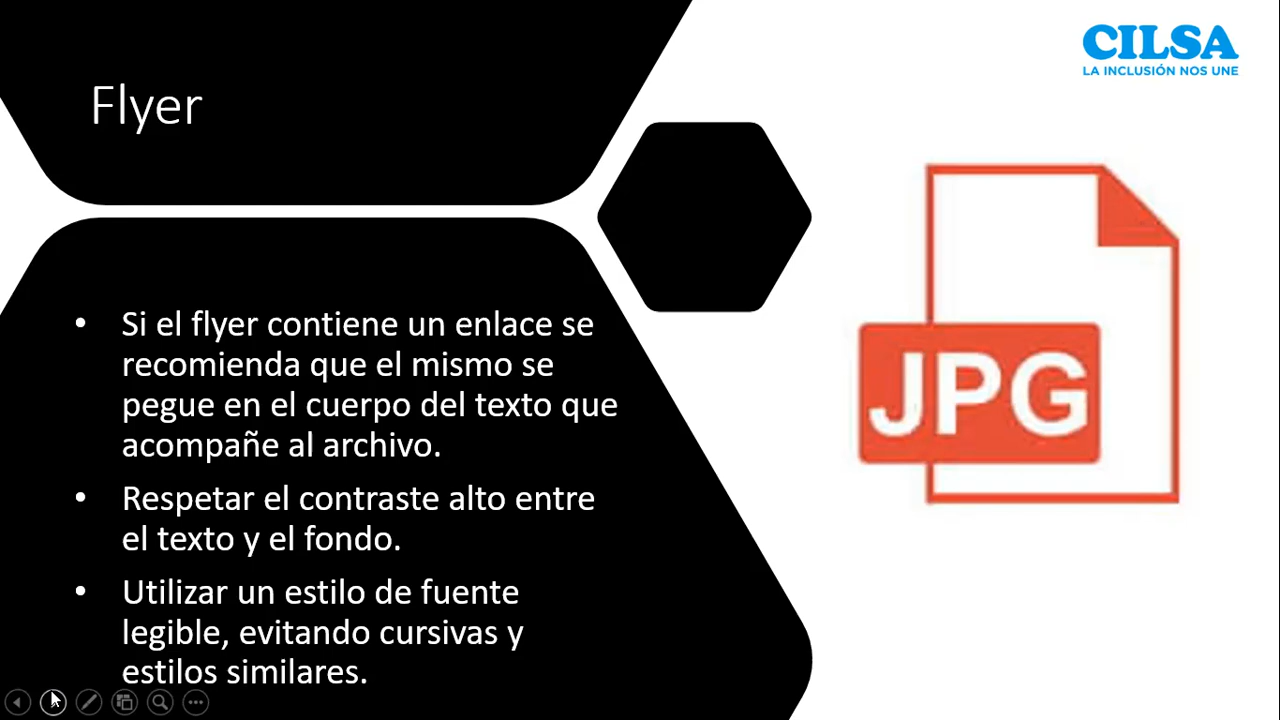 CILSA
LA INCLUSIÓN NOS UNE
Flyer
• Si el flyer contiene un enlace se
recomienda que el mismo se
pegue en el cuerpo del texto que
acompañe al archivo.
• Respetar el contraste alto entre
el texto y el fondo.
• Utilizar un estilo de fuente
legible, evitando cursivas y
estilos similares.
JPG